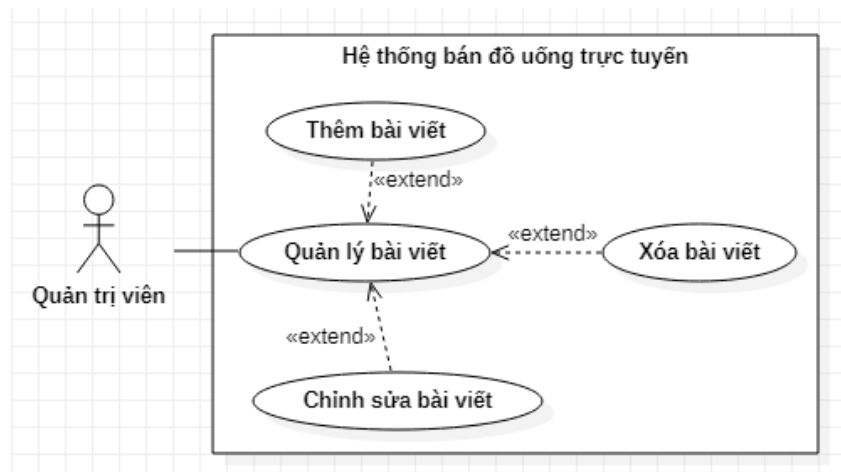 Hệ thống bán đồ uống trực tuyến
Thêm bài viết
«extend»
Quản lý bài viết
«extend»
Xóa bài viết
Quản trị viên
«extend»
Chỉnh sửa bài viết